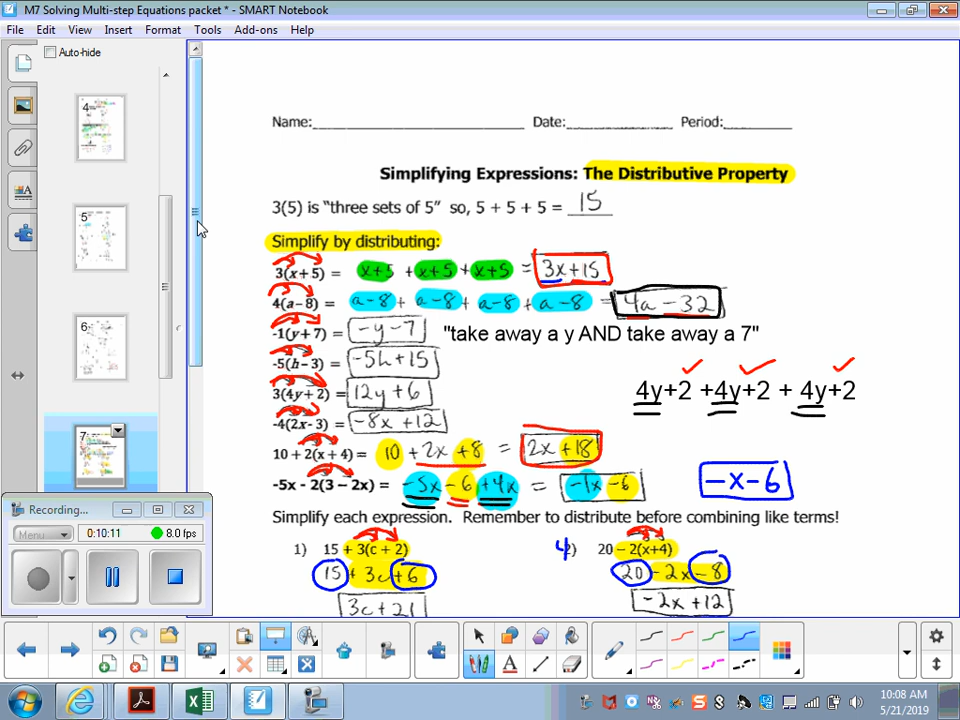 M7 Solving Multi-step Equations packet * - SMART Notebook
File Edit View Insert Format Tools Add-ons Help
Auto-hide
4
5
6
7
Name:________ Date:________ Period:________
Simplifying Expressions: The Distributive Property
3(5) is “three sets of 5” so, 5 + 5 + 5 = 15
Simplify by distributing:
3(x + 5) = x+5 + x+5 + x+5 = 3x+15
4(a – 8) = a-8 + a-8 + a-8 + a-8 = 4a - 32
-1(y + 7) = -y - 7 "take away a y AND take away a 7"
-5(h – 3) = -5h + 15
3(4y + 2) = 12y + 6 4y+2 +4y+2 + 4y+2
-4(2x- 3) = -8x + 12
10 + 2(x + 4) = 10 + 2x + 8 = 2x + 18
-5x - 2(3 – 2x) = -5x - 6 + 4x = -1x - 6 -x-6
Simplify each expression. Remember to distribute before combining like terms!
1) 15 + 3(c + 2) 2) 20 – 2(x+4)
15 + 3c + 6 20 - 2x - 8
3c + 21 -2x + 12
Recording...
Menu 0:10:11 8.0 fps
10:08 AM
5/21/2019